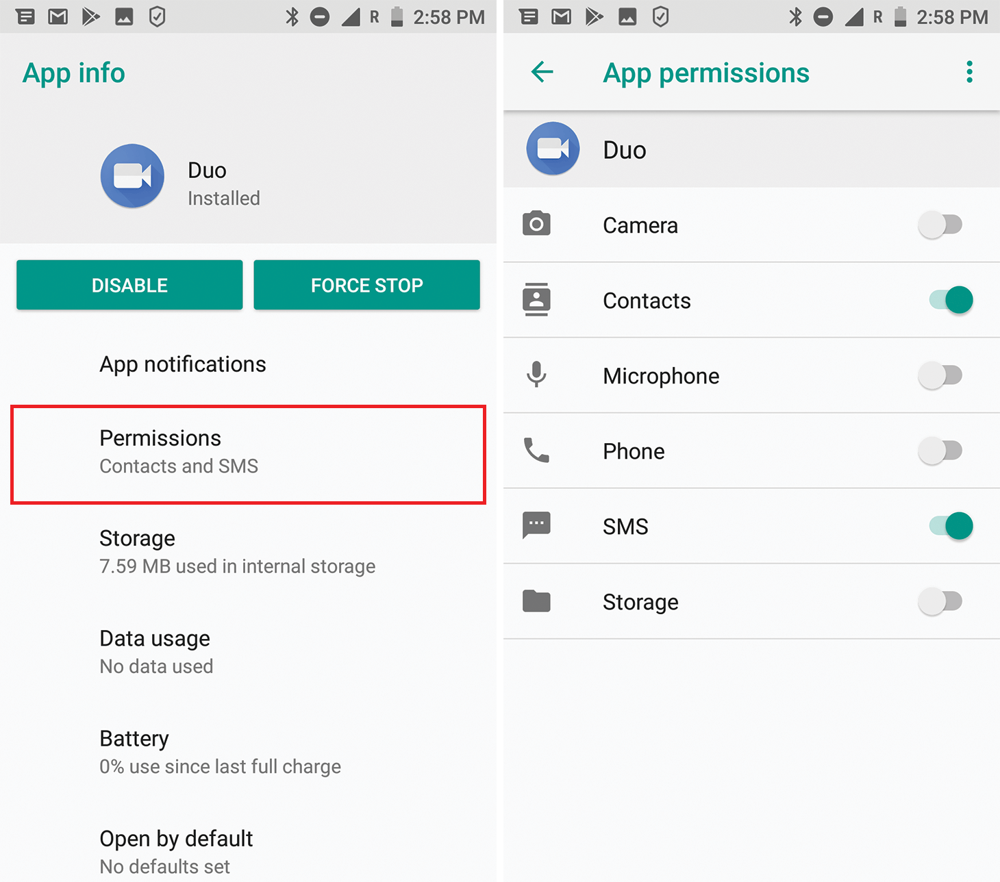 R 2:58 PM
App info
Duo
Installed
DISABLE
FORCE STOP
App notifications
Permissions
Contacts and SMS
Storage
7.59 MB used in internal storage
Data usage
No data used
Battery
0% use since last full charge
Open by default
No defaults set
R 2:58 PM
App permissions
Duo
Camera
Contacts
Microphone
Phone
SMS
Storage